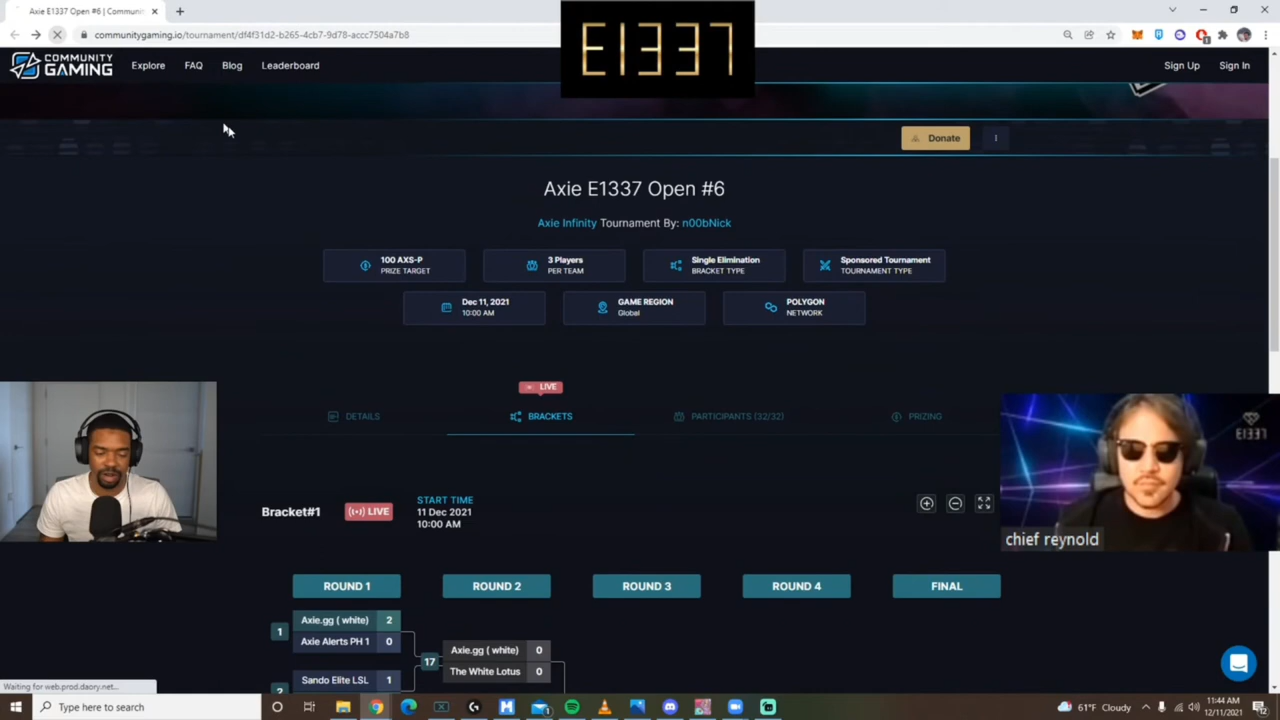 Axie E1337 Open #6 | Communi
communitygaming.io/tournament/df4f31d2-b265-4cb7-9d78-accc7504a7b8
E1337
COMMUNITY
GAMING
Explore
FAQ
Blog
Leaderboard
Sign Up
Sign In
Donate
Axie E1337 Open #6
Axie Infinity Tournament By: n00bNick
100 AXS-P
PRIZE TARGET
3 Players
PER TEAM
Single Elimination
BRACKET TYPE
Sponsored Tournament
TOURNAMENT TYPE
Dec 11, 2021
10:00 AM
GAME REGION
Global
POLYGON
NETWORK
LIVE
DETAILS
BRACKETS
PARTICIPANTS (32/32)
PRIZING
Bracket#1
LIVE
START TIME
11 Dec 2021
10:00 AM
E1337
chief reynold
ROUND 1
ROUND 2
ROUND 3
ROUND 4
FINAL
1
Axie.gg ( white) 2
Axie Alerts PH 1 0
17
Axie.gg ( white) 0
The White Lotus 0
2
Sando Elite LSL 1
Waiting for web.prod.daory.net...
Type here to search
61°F Cloudy
11:44 AM
12/11/2021
12